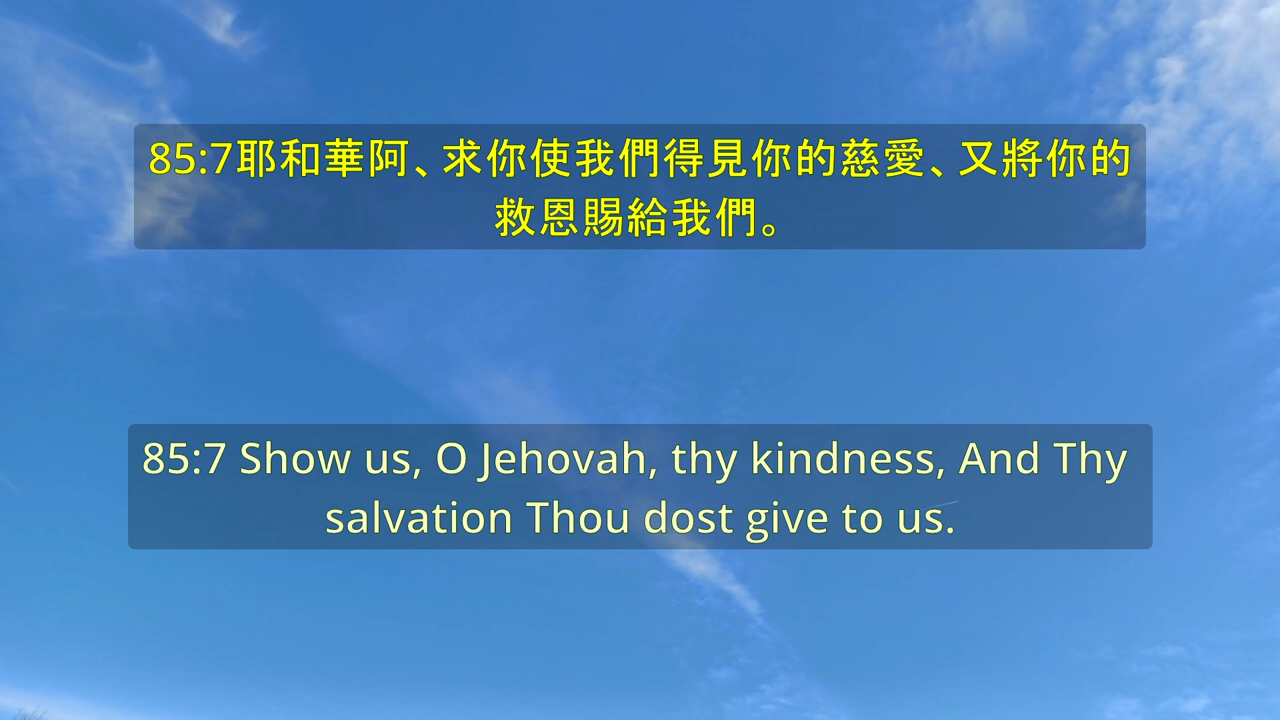 85:7耶和華阿、求你使我們得見你的慈愛、又將你的
救恩賜給我們。
85:7 Show us, O Jehovah, thy kindness, And Thy
salvation Thou dost give to us.